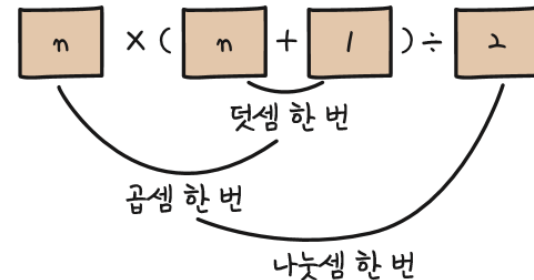 n × ( n + 1 ) ÷ 2
덧셈 한 번
곱셈 한 번
나눗셈 한 번